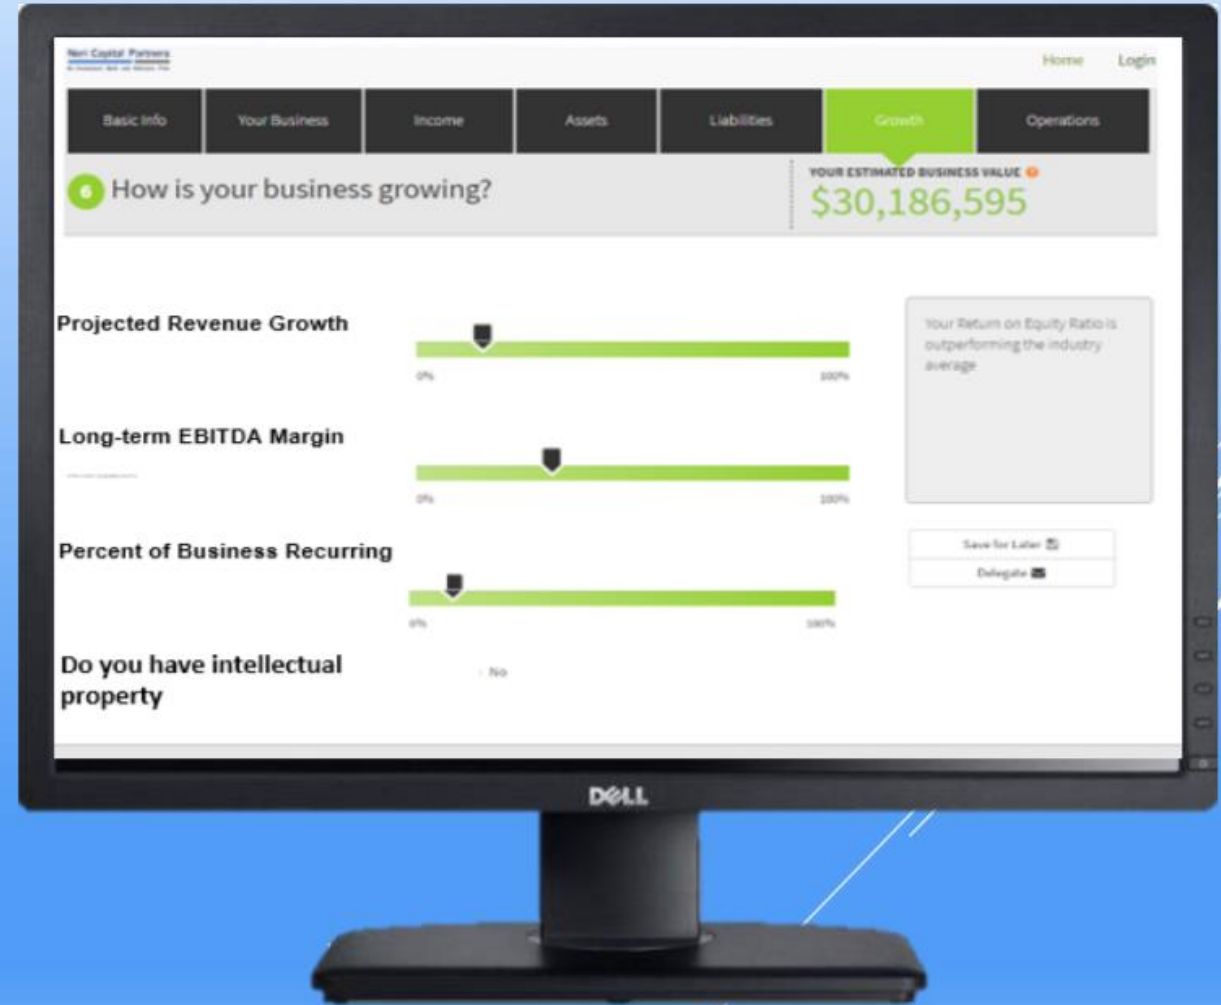 Neri Capital Partners
Home Login
Basic Info Your Business Income Assets Liabilities Growth Operations
6 How is your business growing?
YOUR ESTIMATED BUSINESS VALUE ?
$30,186,595
Projected Revenue Growth
0% 100%
Your Return on Equity Ratio is
outperforming the industry
average
Long-term EBITDA Margin
0% 100%
Percent of Business Recurring
0% 100%
Save for Later
Delegate
Do you have intellectual
property
No
DELL